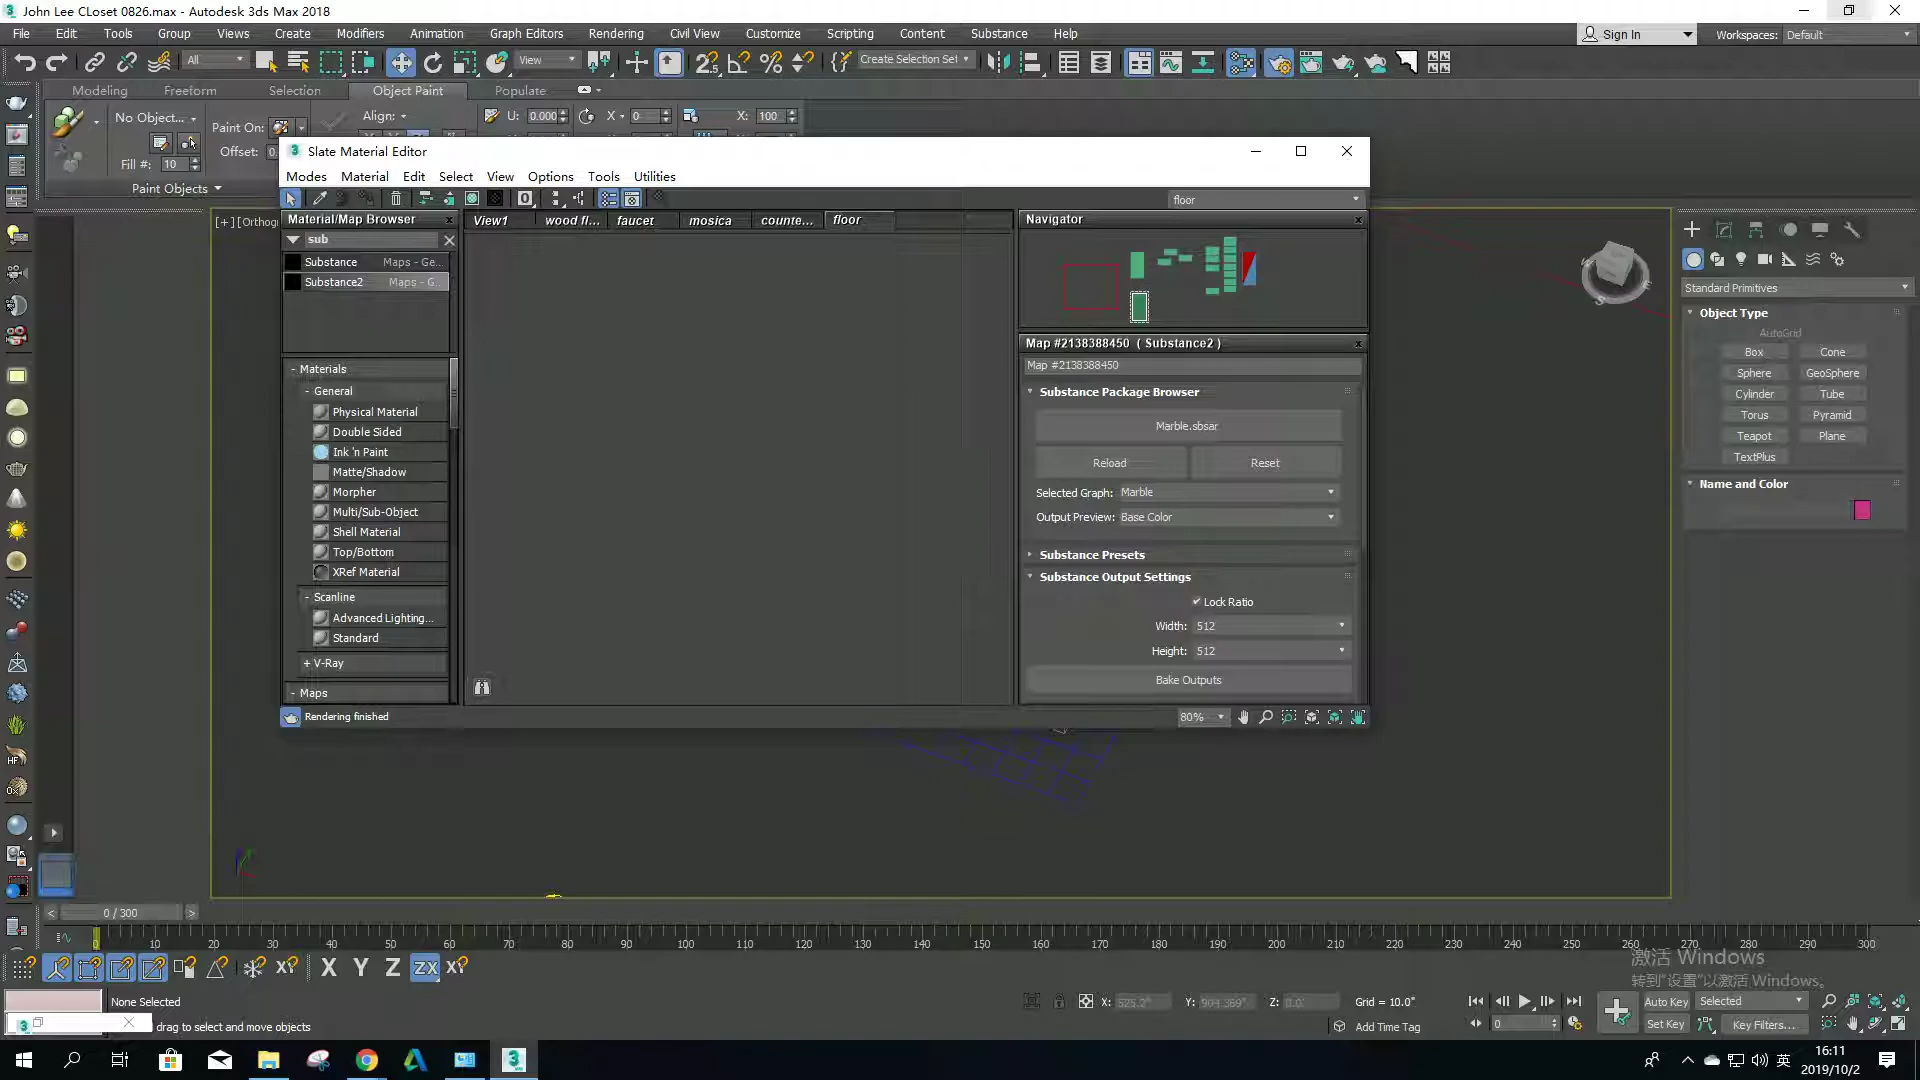 John Lee CLoset 0826.max - Autodesk 3ds Max 2018
File Edit Tools Group Views Create Modifiers Animation Graph Editors Rendering Civil View Customize Scripting Content Substance Help
Sign In
Workspaces: Default
All
View
Create Selection Set
Modeling Freeform Selection Object Paint Populate
No Object...
Paint On:
Align:
U: 0.000
X 0
X: 100
Fill #: 10
Offset:
Paint Objects
Slate Material Editor
Modes Material Edit Select View Options Tools Utilities
floor
Material/Map Browser
View1 wood fl... faucet mosica counte... floor
Navigator
sub
Substance Maps - Ge...
Substance2 Maps - G...
- Materials
- General
Physical Material
Double Sided
Ink 'n Paint
Matte/Shadow
Morpher
Multi/Sub-Object
Shell Material
Top/Bottom
XRef Material
- Scanline
Advanced Lighting...
Standard
+ V-Ray
- Maps
Map #2138388450 ( Substance2 )
Map #2138388450
Substance Package Browser
Marble.sbsar
Reload Reset
Selected Graph: Marble
Output Preview: Base Color
Substance Presets
Substance Output Settings
Lock Ratio
Width: 512
Height: 512
Bake Outputs
Rendering finished
80%
[+] [Orthog
Standard Primitives
Object Type
AutoGrid
Box Cone
Sphere GeoSphere
Cylinder Tube
Torus Pyramid
Teapot Plane
TextPlus
Name and Color
< 0 / 300 >
0 10 20 30 40 50 60 70 80 90 100 110 120 130 140 150 160 170 180 190 200 210 220 230 240 250 260 270 280 290 300
X Y Z ZX XY
激活 Windows
转到"设置"以激活 Windows。
None Selected
drag to select and move objects
X: 525.2" Y: 904.369" Z: 0.0"
Grid = 10.0"
Add Time Tag
Auto Key Selected
Set Key Key Filters...
0
英
16:11
2019/10/2